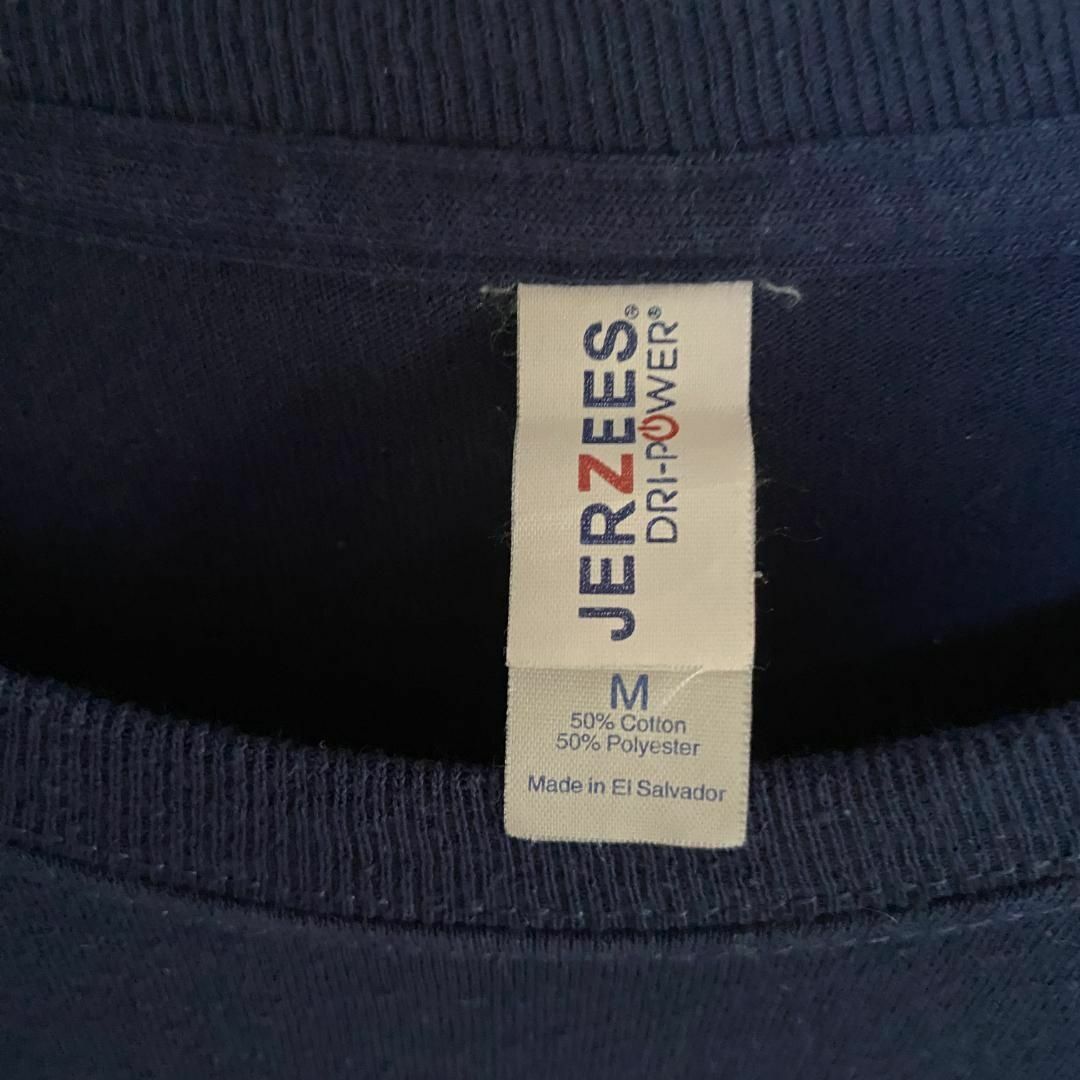 JERZEES®
DRI-POWER®
M
50% Cotton
50% Polyester
Made in El Salvador